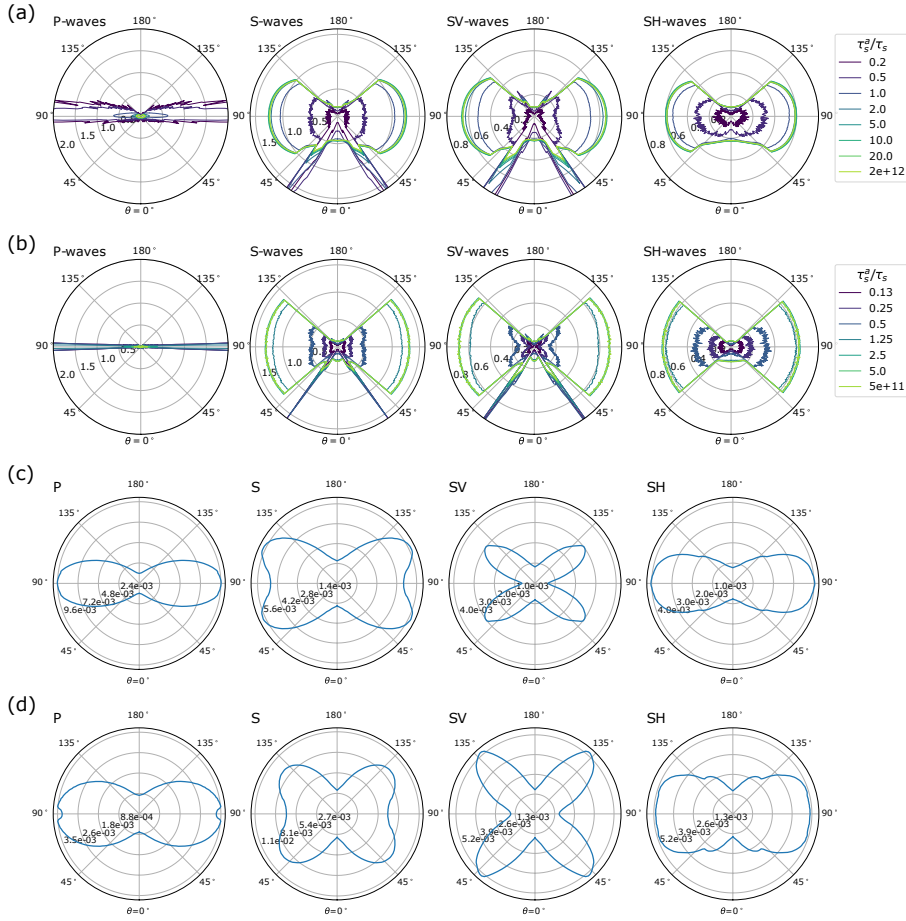 (a)
P-waves 180° S-waves 180° SV-waves 180° SH-waves 180°
135° 135° 135° 135° 135° 135° 135° 135°
90° 90° 90° 90° 90°
1.0 1.5 2.0
0.5 1.0 1.5
0.4 0.6 0.8
0.4 0.6 0.8
45° 45° 45° 45° 45° 45° 45° 45°
θ = 0° θ = 0° θ = 0° θ = 0°
τₛᵃ/τₛ
0.2
0.5
1.0
2.0
5.0
10.0
20.0
2e+12
(b)
P-waves 180° S-waves 180° SV-waves 180° SH-waves 180°
135° 135° 135° 135° 135° 135° 135° 135°
90° 90° 90° 90° 90°
0.5 1.0 1.5 2.0
0.5 1.0 1.5
0.4 0.6 0.8
0.4 0.6 0.8
45° 45° 45° 45° 45° 45° 45° 45°
θ = 0° θ = 0° θ = 0° θ = 0°
τₛᵃ/τₛ
0.13
0.25
0.5
1.25
2.5
5.0
5e+11
(c)
P 180° S 180° SV 180° SH 180°
135° 135° 135° 135° 135° 135° 135° 135°
90° 90° 90° 90° 90°
2.4e-03 4.8e-03 7.2e-03 9.6e-03
1.4e-03 2.8e-03 4.2e-03 5.6e-03
1.0e-03 2.0e-03 3.0e-03 4.0e-03
1.0e-03 2.0e-03 3.0e-03 4.0e-03
45° 45° 45° 45° 45° 45° 45° 45°
θ=0° θ=0° θ=0° θ=0°
(d)
P 180° S 180° SV 180° SH 180°
135° 135° 135° 135° 135° 135° 135° 135°
90° 90° 90° 90° 90°
8.8e-04 1.8e-03 2.6e-03 3.5e-03
2.7e-03 5.4e-03 8.1e-03 1.1e-02
1.3e-03 2.6e-03 3.9e-03 5.2e-03
1.3e-03 2.6e-03 3.9e-03 5.2e-03
45° 45° 45° 45° 45° 45° 45° 45°
θ=0° θ=0° θ=0° θ=0°